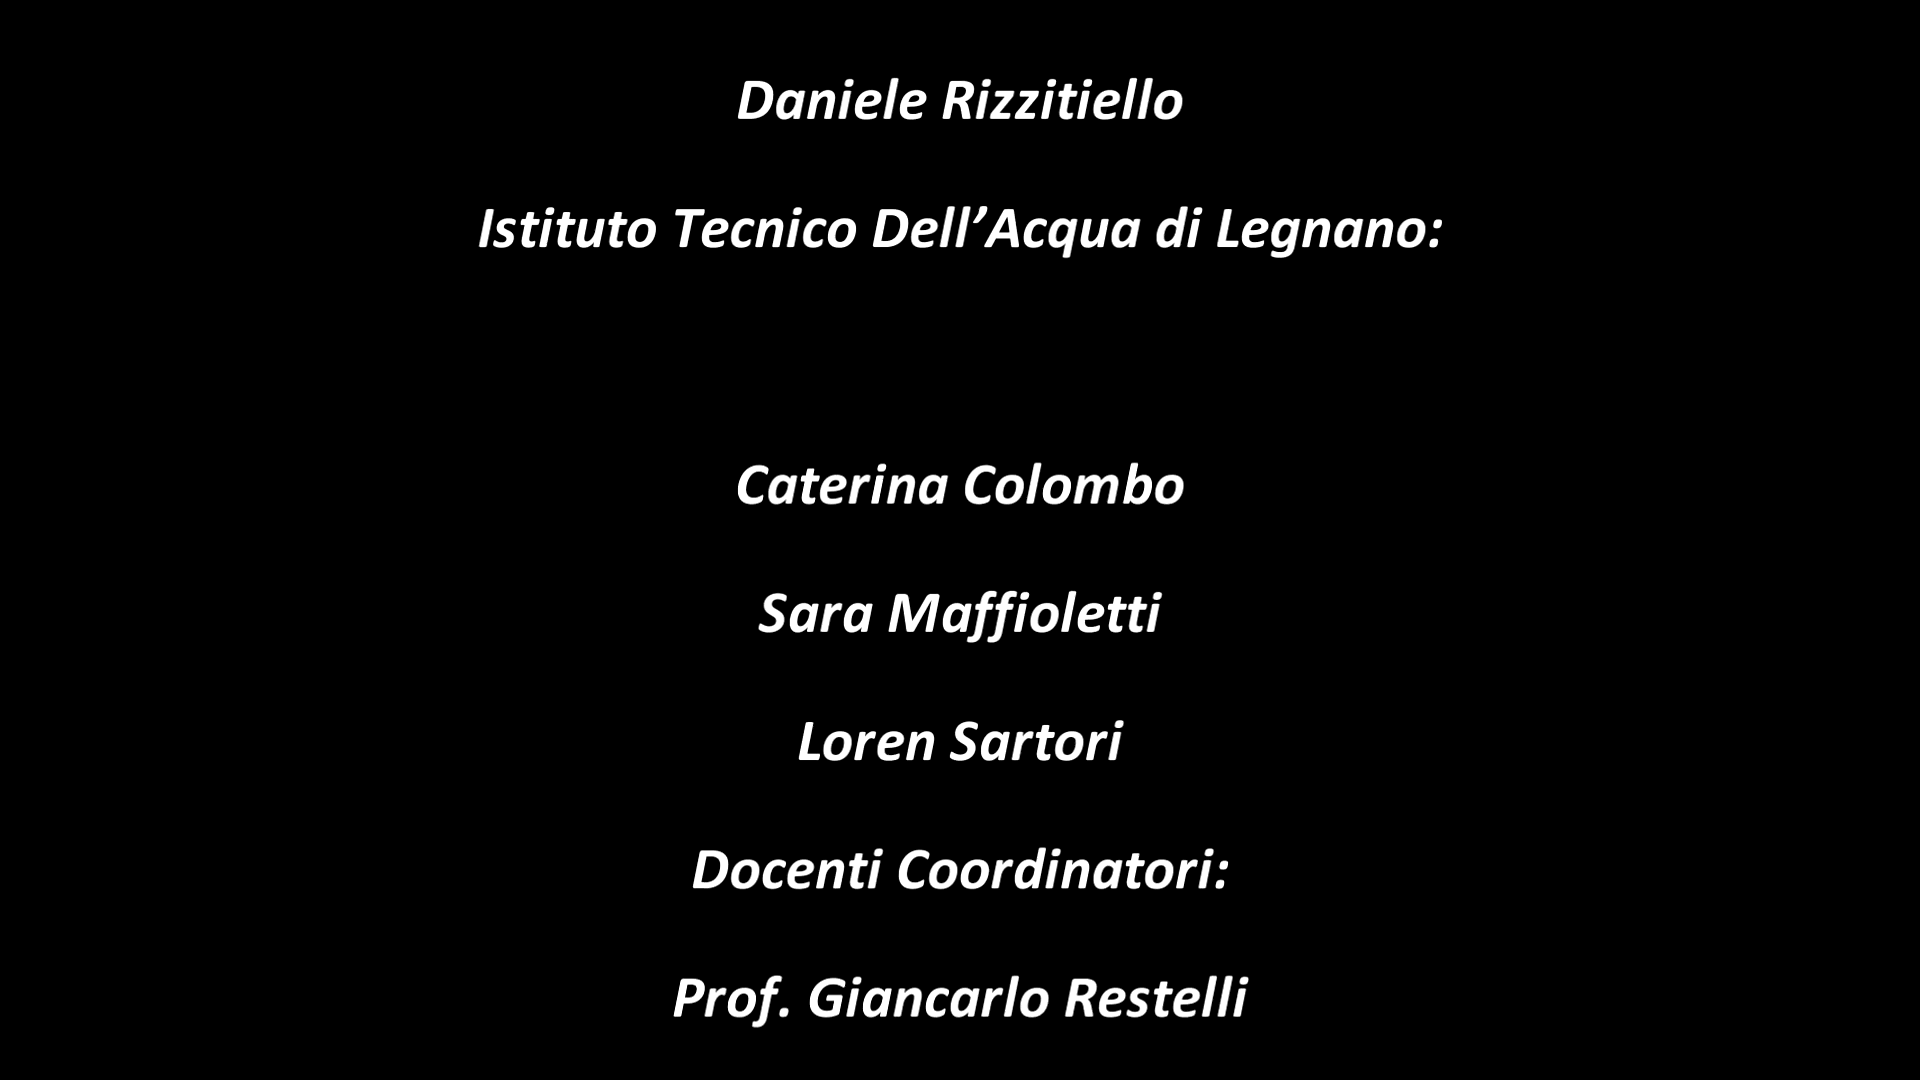 Daniele Rizzitiello
Istituto Tecnico Dell’Acqua di Legnano:
Caterina Colombo
Sara Maffioletti
Loren Sartori
Docenti Coordinatori:
Prof. Giancarlo Restelli